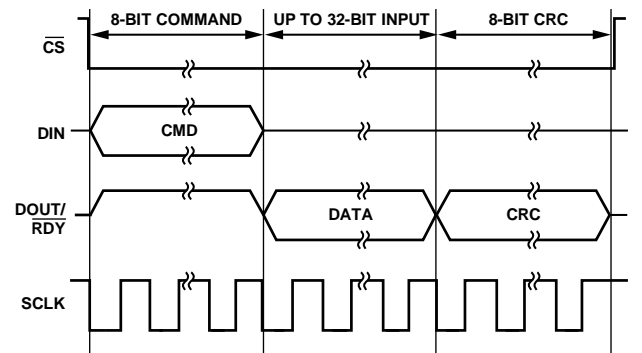 8-BIT COMMAND UP TO 32-BIT INPUT 8-BIT CRC
CS
DIN
CMD
DOUT/
RDY
DATA
CRC
SCLK